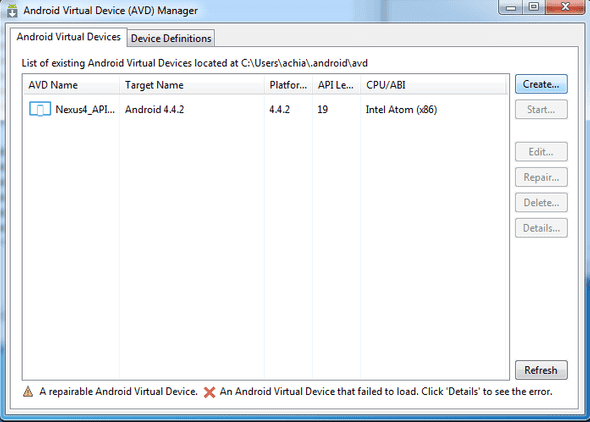 Android Virtual Device (AVD) Manager
Android Virtual Devices
Device Definitions
List of existing Android Virtual Devices located at C:\Users\achia\.android\avd
AVD Name Target Name Platfor... API Le... CPU/ABI
Nexus4_API... Android 4.4.2 4.4.2 19 Intel Atom (x86)
Create...
Start...
Edit...
Repair...
Delete...
Details...
Refresh
A repairable Android Virtual Device. An Android Virtual Device that failed to load. Click 'Details' to see the error.